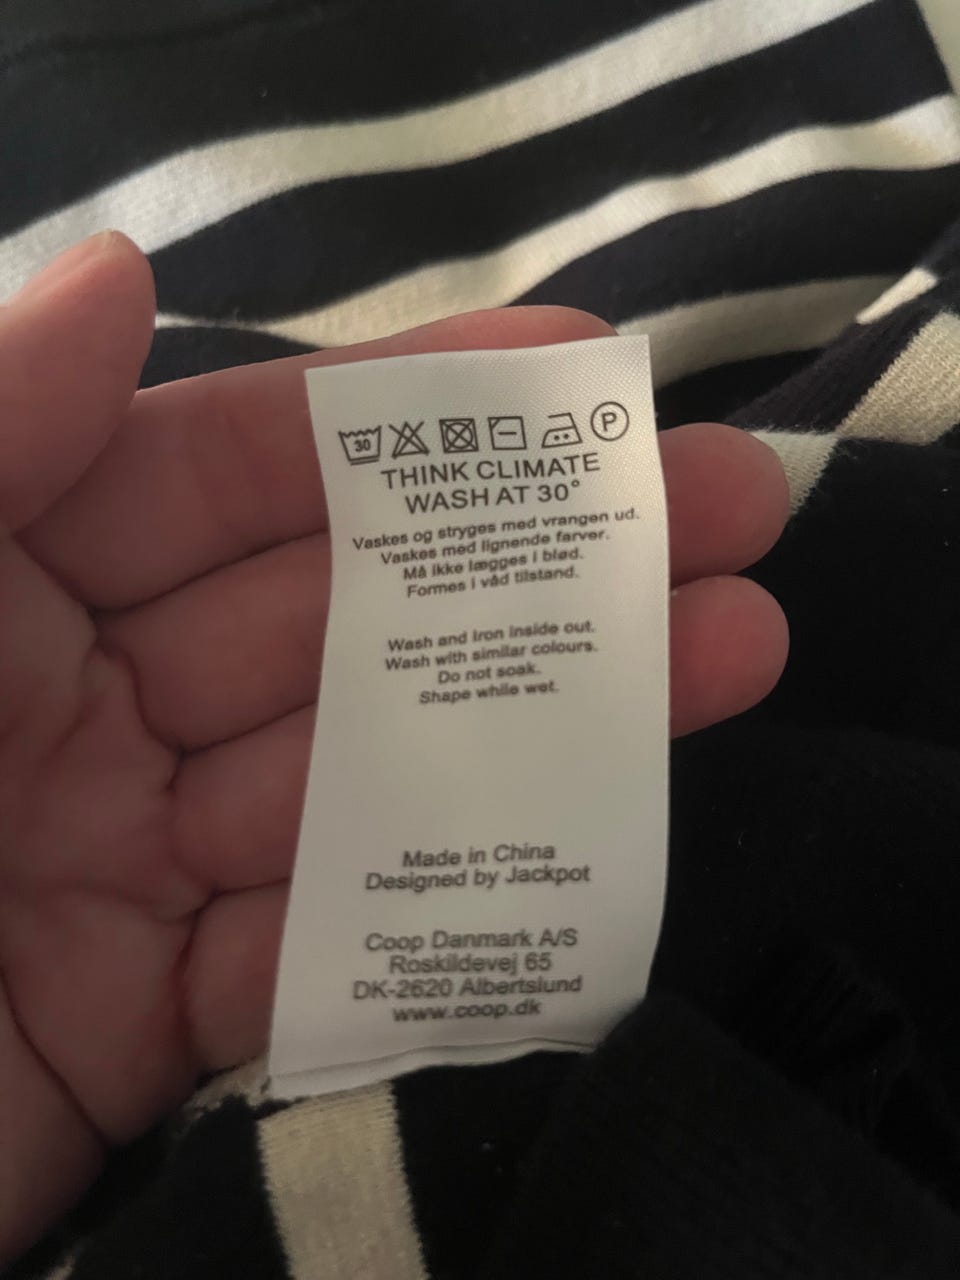 30 P
THINK CLIMATE
WASH AT 30°
Vaskes og stryges med vrangen ud.
Vaskes med lignende farver.
Må ikke lægges i blød.
Formes i våd tilstand.
Wash and iron inside out.
Wash with similar colours.
Do not soak.
Shape while wet.
Made in China
Designed by Jackpot
Coop Danmark A/S
Roskildevej 65
DK-2620 Albertslund
www.coop.dk